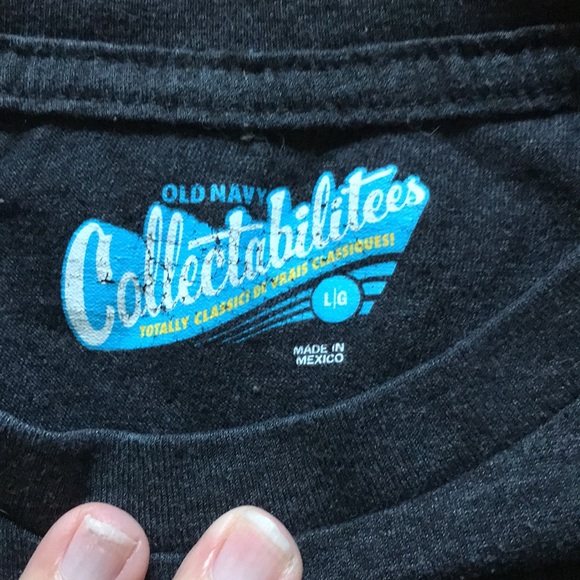 OLD NAVY
Collectabilitees
TOTALLY CLASSIC! DE VRAIS CLASSIQUES!
L|G
MADE IN
MEXICO